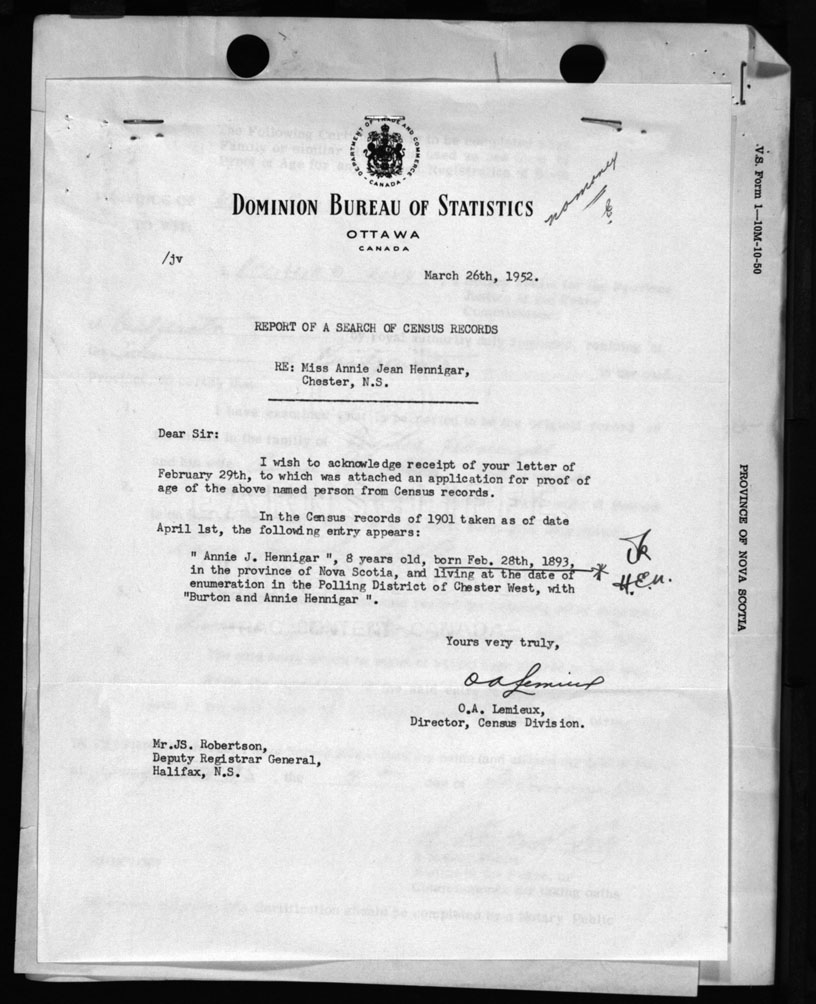 DEPARTMENT OF TRADE AND COMMERCE
CANADA
DOMINION BUREAU OF STATISTICS
no money
OTTAWA
CANADA
/jv
March 26th, 1952.
REPORT OF A SEARCH OF CENSUS RECORDS
RE: Miss Annie Jean Hennigar,
Chester, N.S.
Dear Sir:
I wish to acknowledge receipt of your letter of
February 29th, to which was attached an application for proof of
age of the above named person from Census records.
In the Census records of 1901 taken as of date
April 1st, the following entry appears:
" Annie J. Hennigar ", 8 years old, born Feb. 28th, 1893,
in the province of Nova Scotia, and living at the date of
enumeration in the Polling District of Chester West, with
"Burton and Annie Hennigar ".
H.E.U.
Yours very truly,
O A Lemieux
O.A. Lemieux,
Director, Census Division.
Mr.JS. Robertson,
Deputy Registrar General,
Halifax, N.S.
V.S. Form 1—10M-10-50
PROVINCE OF NOVA SCOTIA